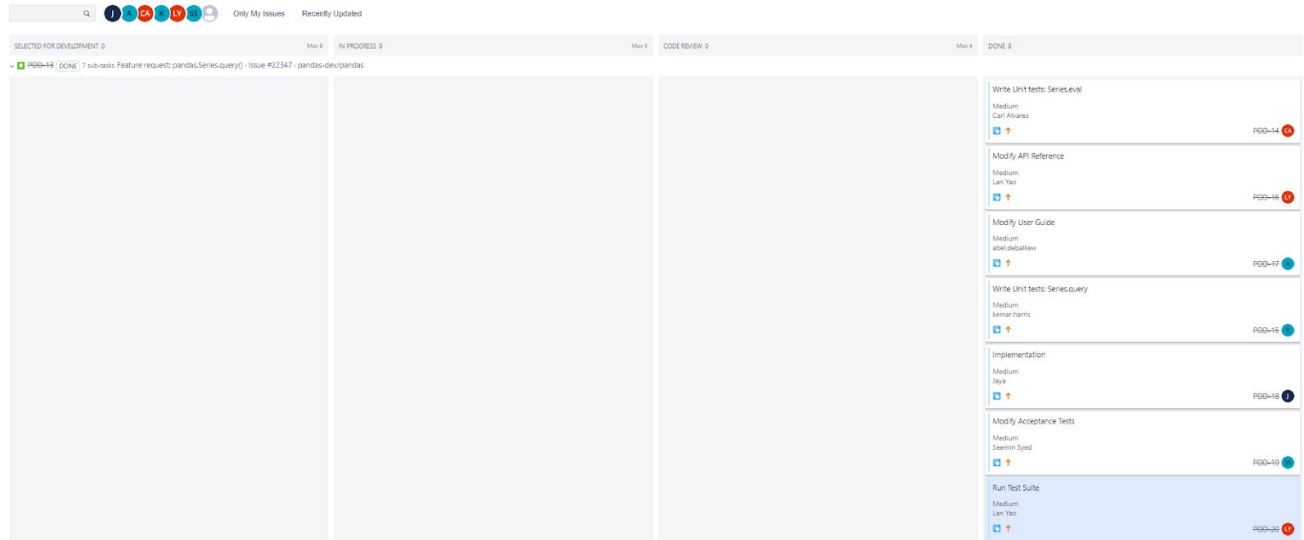 J A CA K LY SS Only My Issues Recently Updated
SELECTED FOR DEVELOPMENT 0 Max 8 IN PROGRESS 0 Max 6 CODE REVIEW 0 Max 4 DONE 8
PDD-13 DONE 7 sub-tasks Feature request: pandas.Series.query() - Issue #22347 - pandas-dev/pandas
Write Unit tests: Series.eval
Medium
Carl Alvares
PDD-14 CA
Modify API Reference
Medium
Lan Yao
PDD-16 LY
Modify User Guide
Medium
abel.debalkew
PDD-17 A
Write Unit tests: Series.query
Medium
kemar.harris
PDD-15 K
Implementation
Medium
Jaya
PDD-18 J
Modify Acceptance Tests
Medium
Seemin Syed
PDD-19 SS
Run Test Suite
Medium
Lan Yao
PDD-20 LY